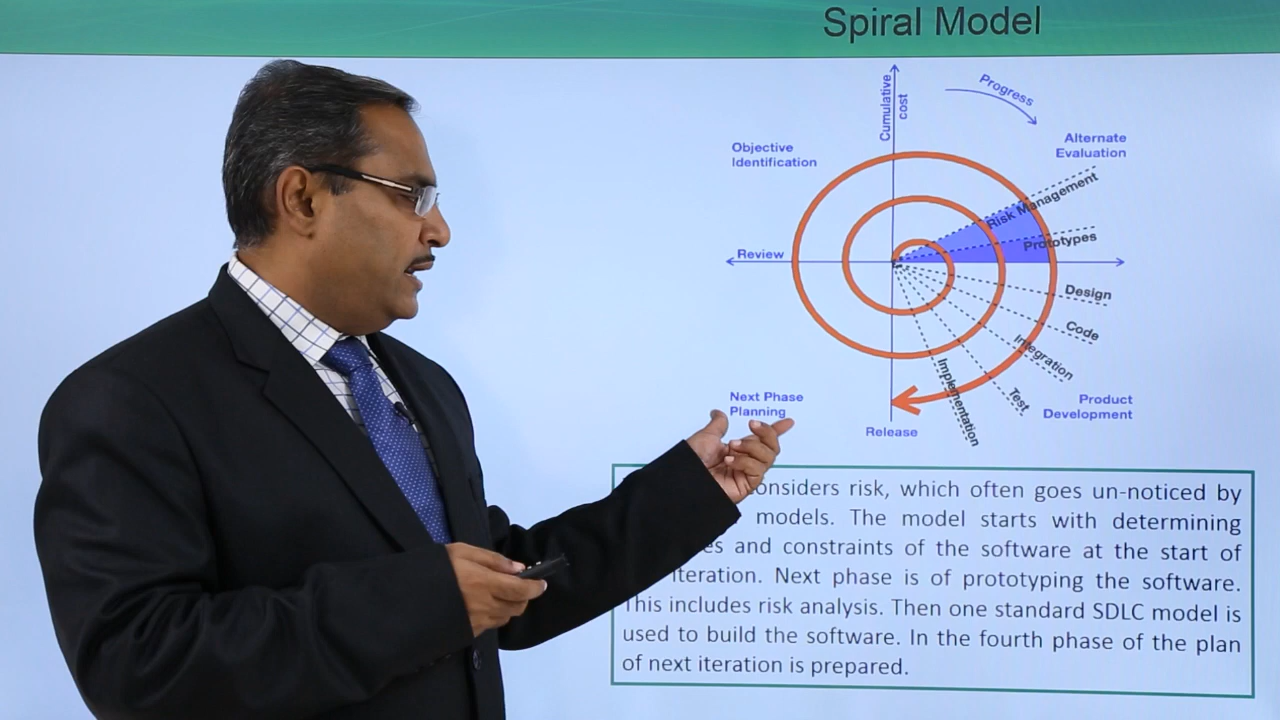 Spiral Model
Cumulative
cost
Progress
Objective
Identification
Alternate
Evaluation
Risk Management
Prototypes
Review
Design
Code
Integration
Test
Implementation
Next Phase
Planning
Product
Development
Release
risk, which often goes un-noticed by
models. The model starts with determining
and constraints of the software at the start of
iteration. Next phase is of prototyping the software.
This includes risk analysis. Then one standard SDLC model is
used to build the software. In the fourth phase of the plan
of next iteration is prepared.